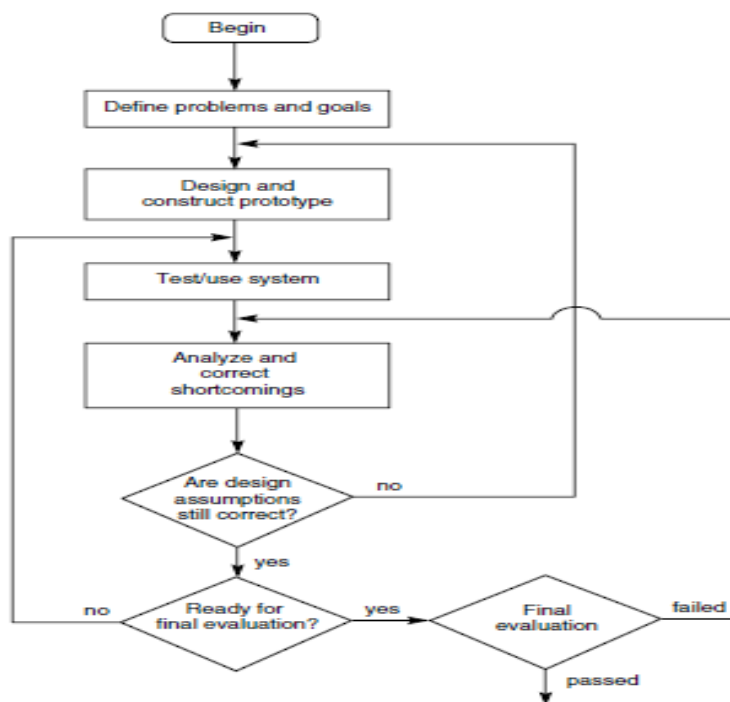 Begin
Define problems and goals
Design and
construct prototype
Test/use system
Analyze and
correct
shortcomings
Are design
assumptions
still correct?
no
yes
no
Ready for
final evaluation?
yes
Final
evaluation
failed
passed